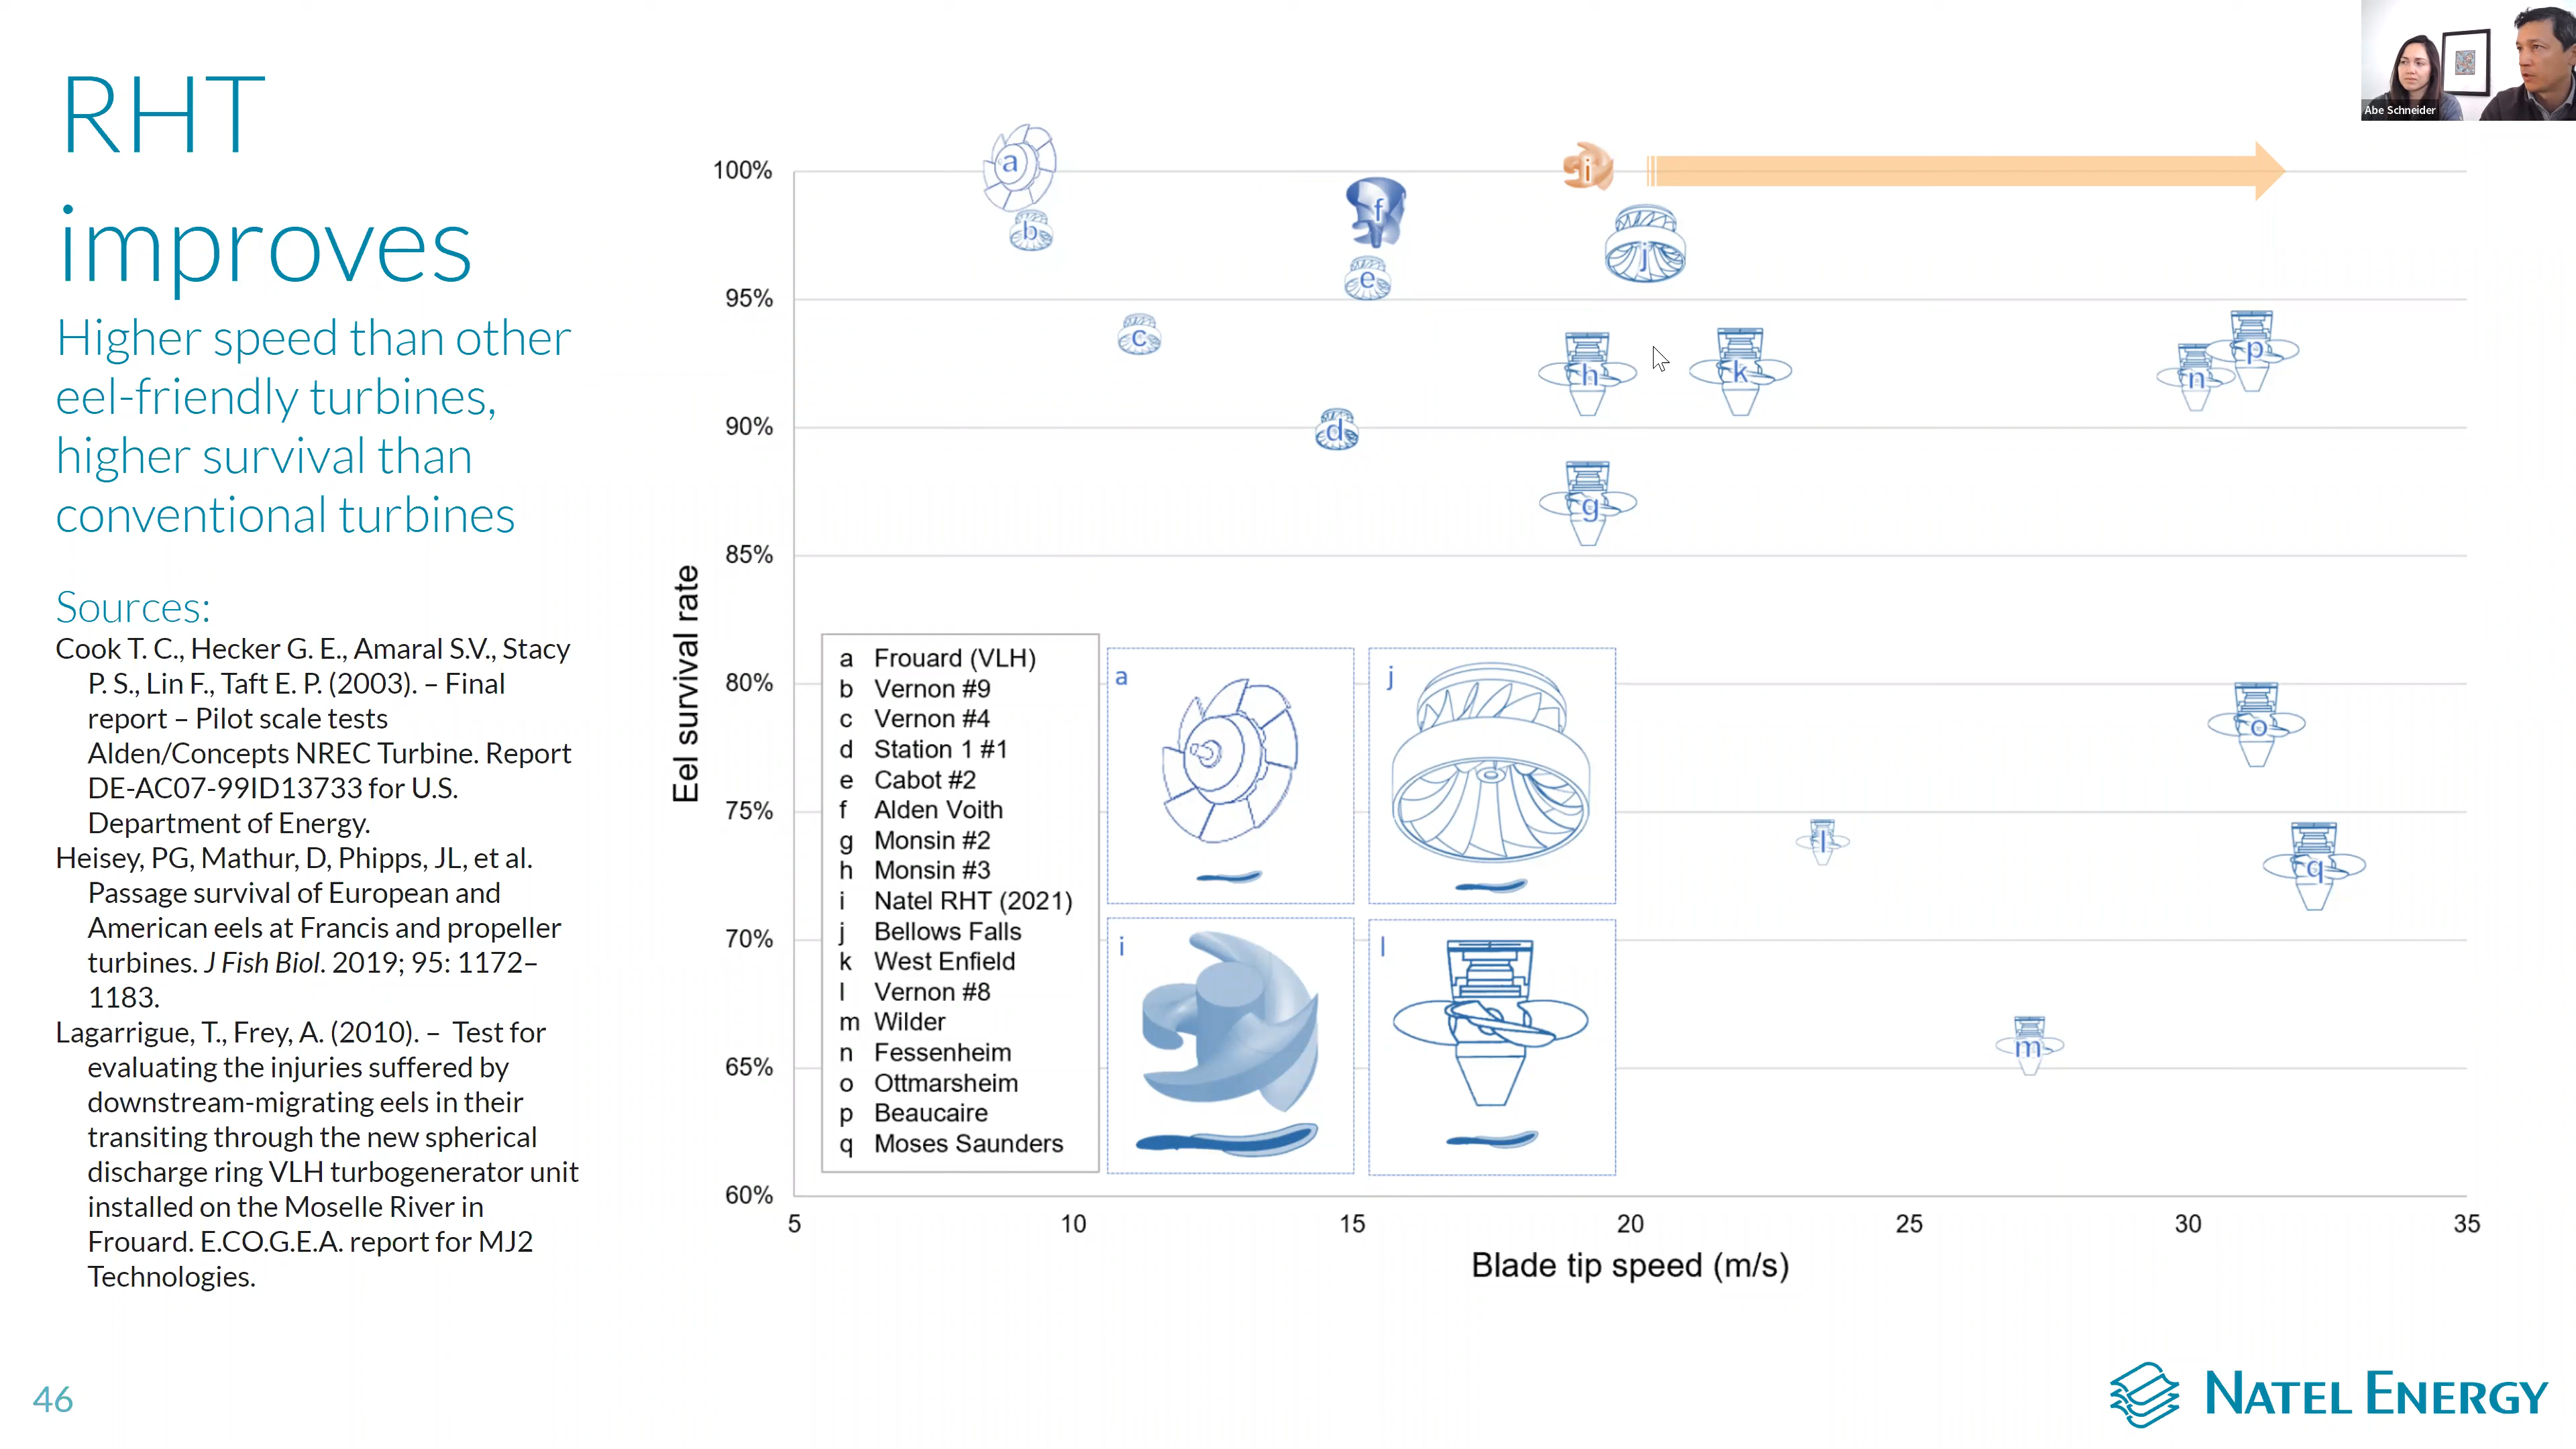 RHT
improves
Higher speed than other
eel-friendly turbines,
higher survival than
conventional turbines
Sources:
Cook T. C., Hecker G. E., Amaral S.V., Stacy
P. S., Lin F., Taft E. P. (2003). – Final
report – Pilot scale tests
Alden/Concepts NREC Turbine. Report
DE-AC07-99ID13733 for U.S.
Department of Energy.
Heisey, PG, Mathur, D, Phipps, JL, et al.
Passage survival of European and
American eels at Francis and propeller
turbines. J Fish Biol. 2019; 95: 1172–
1183.
Lagarrigue, T., Frey, A. (2010). – Test for
evaluating the injuries suffered by
downstream-migrating eels in their
transiting through the new spherical
discharge ring VLH turbogenerator unit
installed on the Moselle River in
Frouard. E.CO.G.E.A. report for MJ2
Technologies.
46
Abe Schneider
Eel survival rate
100%
95%
90%
85%
80%
75%
70%
65%
60%
a
b
c
d
e
f
g
h
i
j
k
l
m
n
o
p
q
a Frouard (VLH)
b Vernon #9
c Vernon #4
d Station 1 #1
e Cabot #2
f Alden Voith
g Monsin #2
h Monsin #3
i Natel RHT (2021)
j Bellows Falls
k West Enfield
l Vernon #8
m Wilder
n Fessenheim
o Ottmarsheim
p Beaucaire
q Moses Saunders
a
j
i
l
5 10 15 20 25 30 35
Blade tip speed (m/s)
NATEL ENERGY